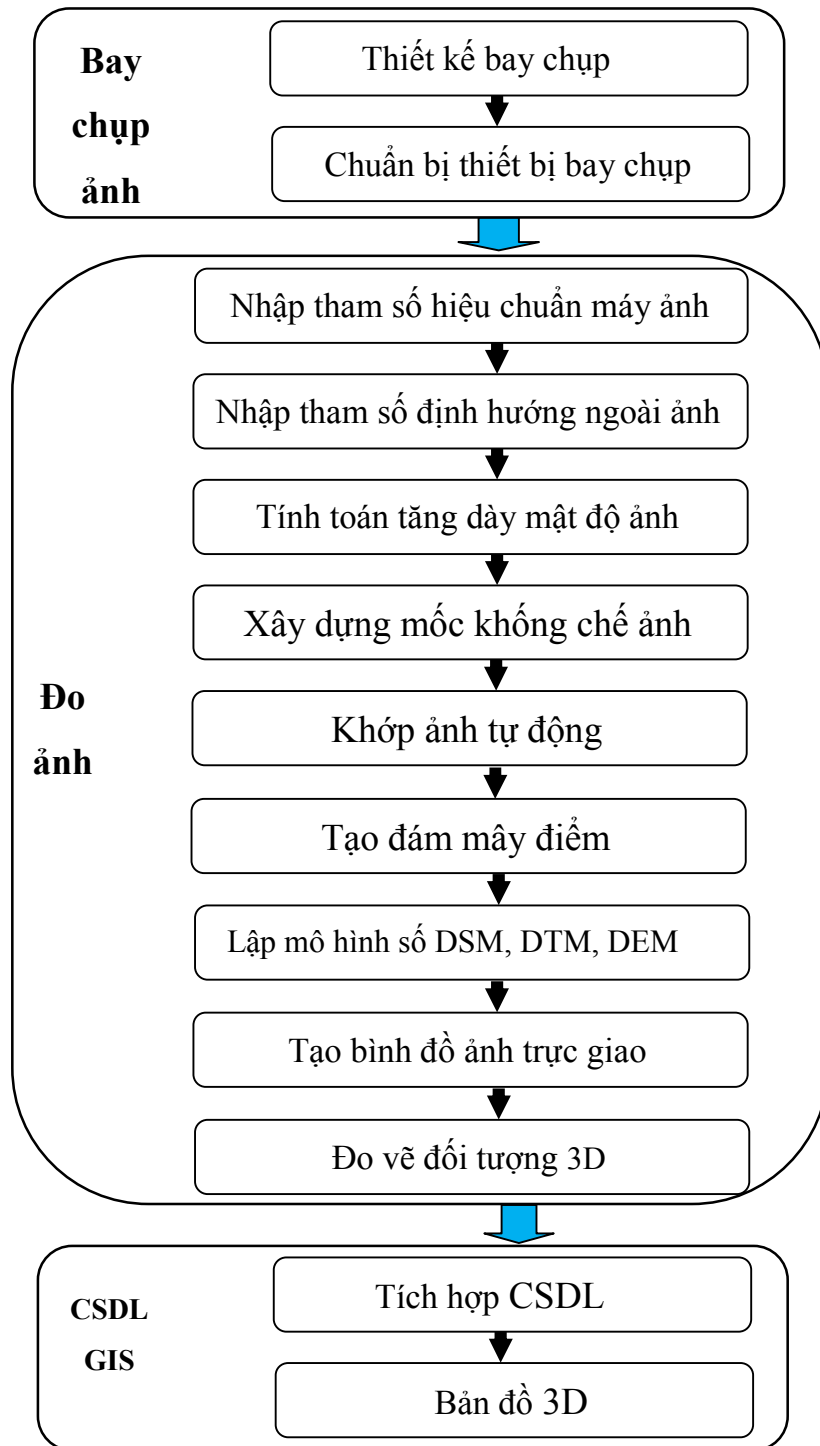 Bay
chụp
ảnh
Thiết kế bay chụp
Chuẩn bị thiết bị bay chụp
Đo
ảnh
Nhập tham số hiệu chuẩn máy ảnh
Nhập tham số định hướng ngoài ảnh
Tính toán tăng dày mật độ ảnh
Xây dựng mốc khống chế ảnh
Khớp ảnh tự động
Tạo đám mây điểm
Lập mô hình số DSM, DTM, DEM
Tạo bình đồ ảnh trực giao
Đo vẽ đối tượng 3D
CSDL
GIS
Tích hợp CSDL
Bản đồ 3D